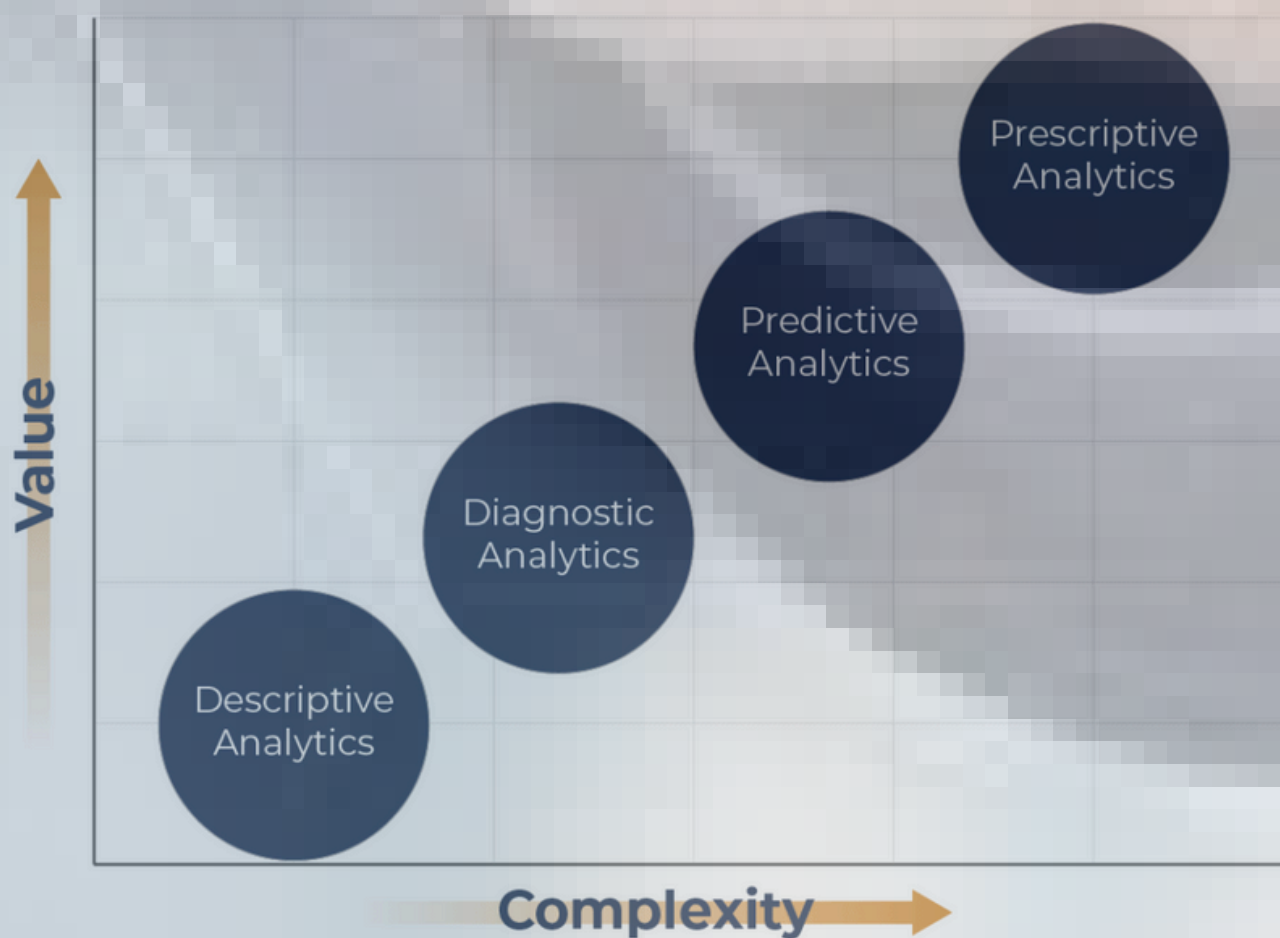 Prescriptive
Analytics
Predictive
Analytics
Diagnostic
Analytics
Descriptive
Analytics
Value
Complexity